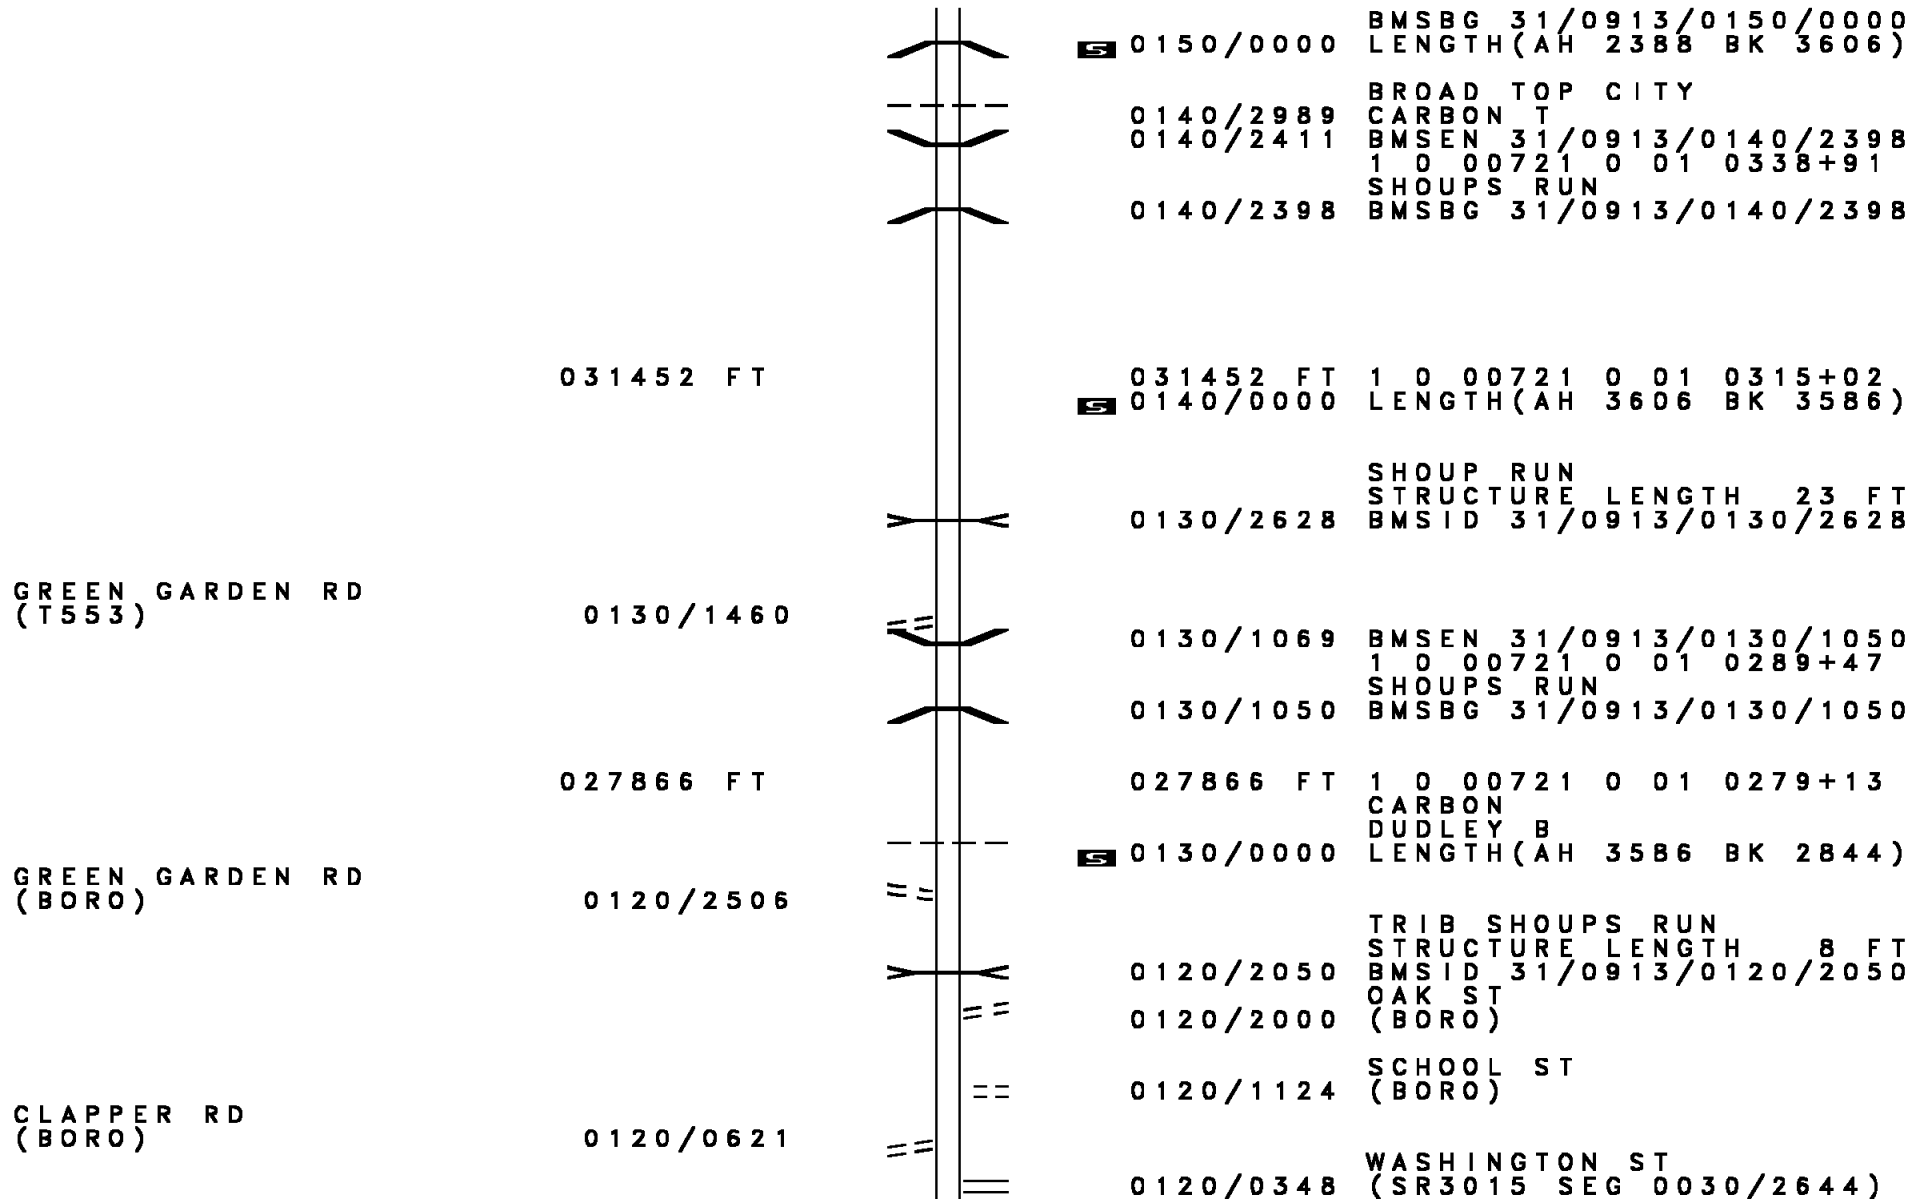 BMSBG 31/0913/0150/0000
S 0150/0000 LENGTH(AH 2388 BK 3606)
BROAD TOP CITY
0140/2989 CARBON T
0140/2411 BMSEN 31/0913/0140/2398
1 0 00721 0 01 0338+91
SHOUPS RUN
0140/2398 BMSBG 31/0913/0140/2398
031452 FT 031452 FT 1 0 00721 0 01 0315+02
S 0140/0000 LENGTH(AH 3606 BK 3586)
SHOUP RUN
STRUCTURE LENGTH 23 FT
0130/2628 BMSID 31/0913/0130/2628
GREEN GARDEN RD
(T553) 0130/1460
0130/1069 BMSEN 31/0913/0130/1050
1 0 00721 0 01 0289+47
SHOUPS RUN
0130/1050 BMSBG 31/0913/0130/1050
027866 FT 027866 FT 1 0 00721 0 01 0279+13
CARBON
DUDLEY B
S 0130/0000 LENGTH(AH 3586 BK 2844)
GREEN GARDEN RD
(BORO) 0120/2506
TRIB SHOUPS RUN
STRUCTURE LENGTH 8 FT
0120/2050 BMSID 31/0913/0120/2050
OAK ST
0120/2000 (BORO)
SCHOOL ST
0120/1124 (BORO)
CLAPPER RD
(BORO) 0120/0621
WASHINGTON ST
0120/0348 (SR3015 SEG 0030/2644)